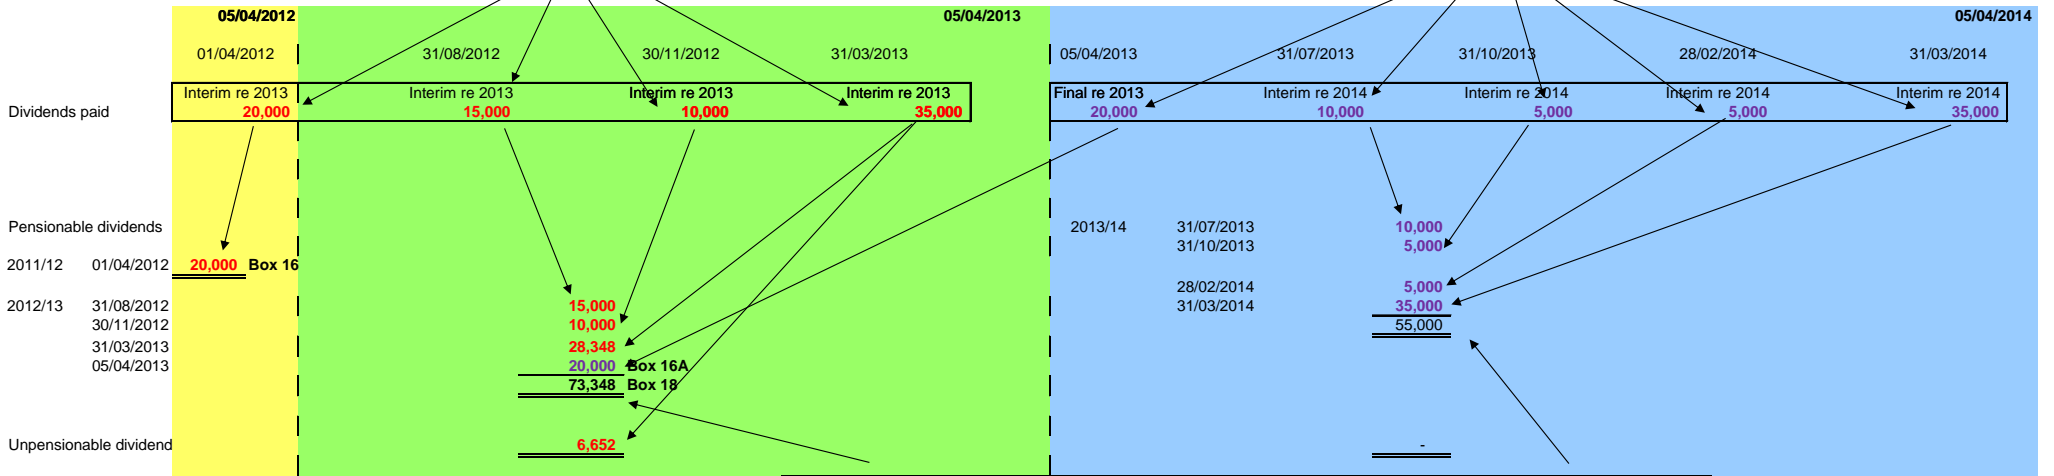 05/04/2012 05/04/2013 05/04/2014
01/04/2012 31/08/2012 30/11/2012 31/03/2013 05/04/2013 31/07/2013 31/10/2013 28/02/2014 31/03/2014
Interim re 2013 Interim re 2013 Interim re 2013 Interim re 2013 Final re 2013 Interim re 2014 Interim re 2014 Interim re 2014 Interim re 2014
Dividends paid 20,000 15,000 10,000 35,000 20,000 10,000 5,000 5,000 35,000
Pensionable dividends 2013/14 31/07/2013 10,000
31/10/2013 5,000
2011/12 01/04/2012 20,000 Box 16
28/02/2014 5,000
2012/13 31/08/2012 15,000 31/03/2014 35,000
30/11/2012 10,000 55,000
31/03/2013 28,348
05/04/2013 20,000 Box 16A
73,348 Box 18
Unpensionable dividend 6,652 -